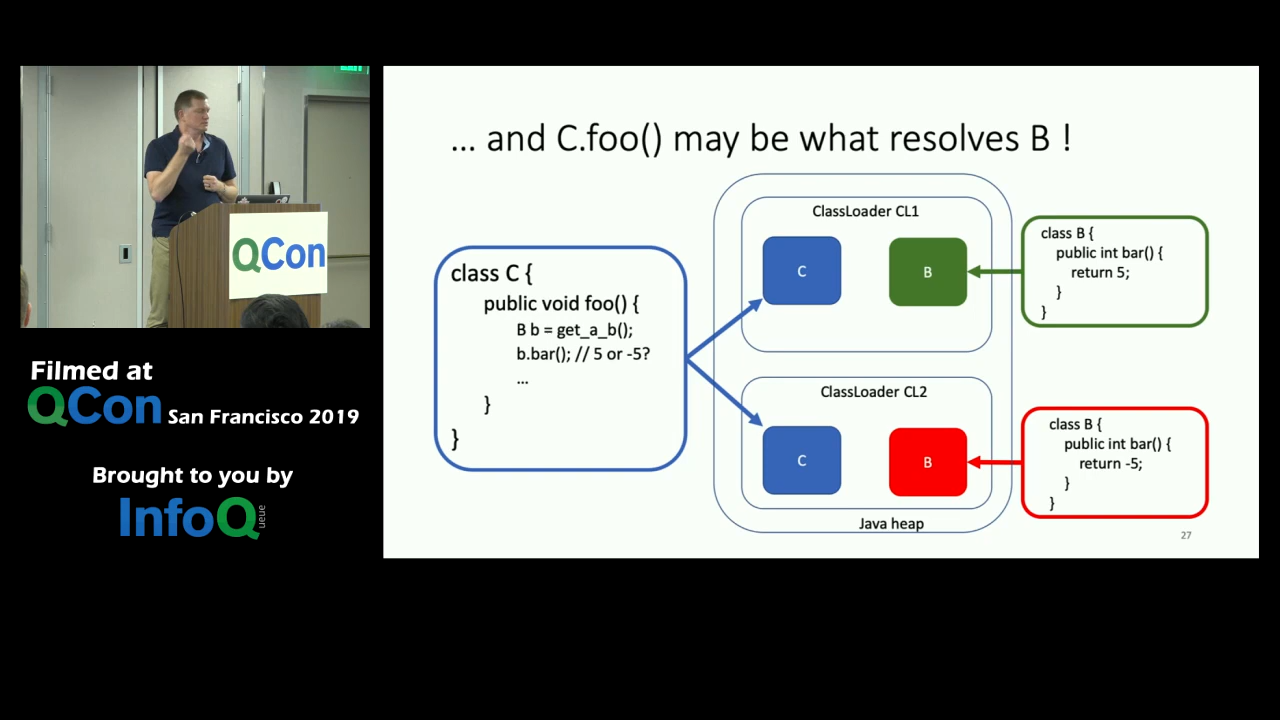 QCon
Filmed at
QCon San Francisco 2019
Brought to you by
InfoQ
ueue
... and C.foo() may be what resolves B !
class C {
public void foo() {
B b = get_a_b();
b.bar(); // 5 or -5?
...
}
}
ClassLoader CL1
C
B
ClassLoader CL2
C
B
Java heap
class B {
public int bar() {
return 5;
}
}
class B {
public int bar() {
return -5;
}
}
27